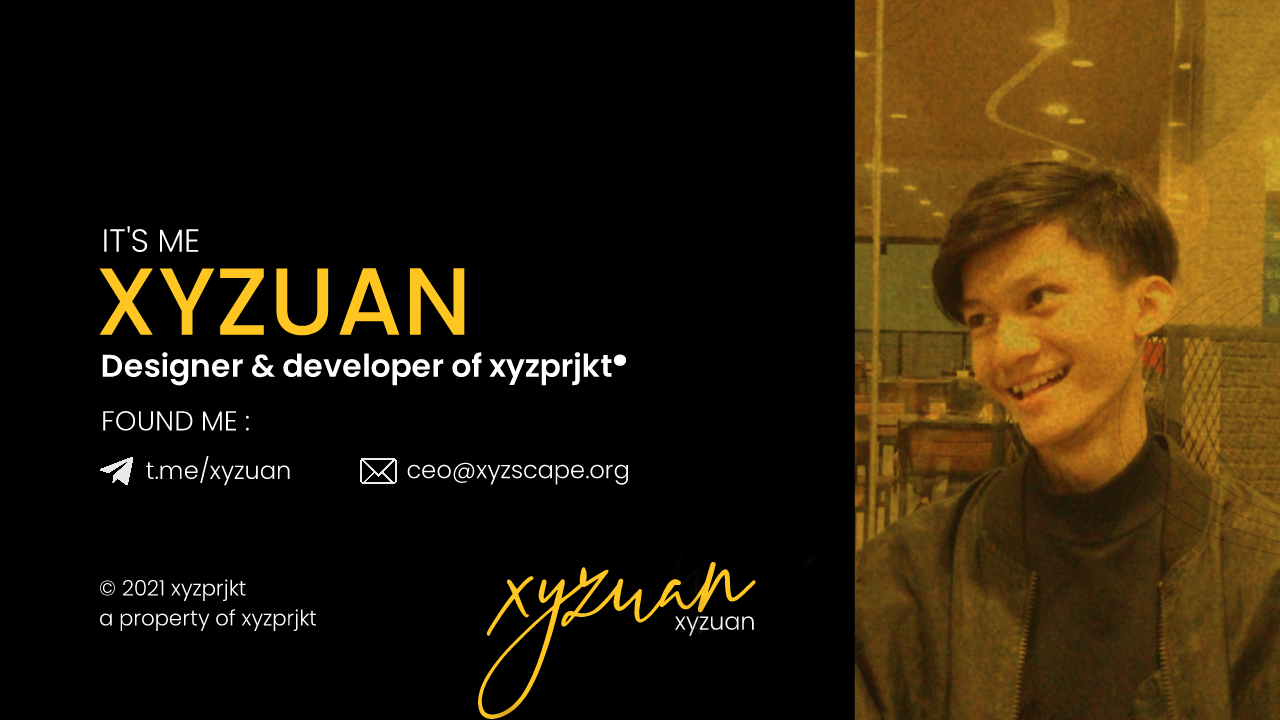 IT'S ME
XYZUAN
Designer & developer of xyzprjkt•
FOUND ME :
t.me/xyzuan
ceo@xyzscape.org
© 2021 xyzprjkt
a property of xyzprjkt
xyzuan
xyzuan